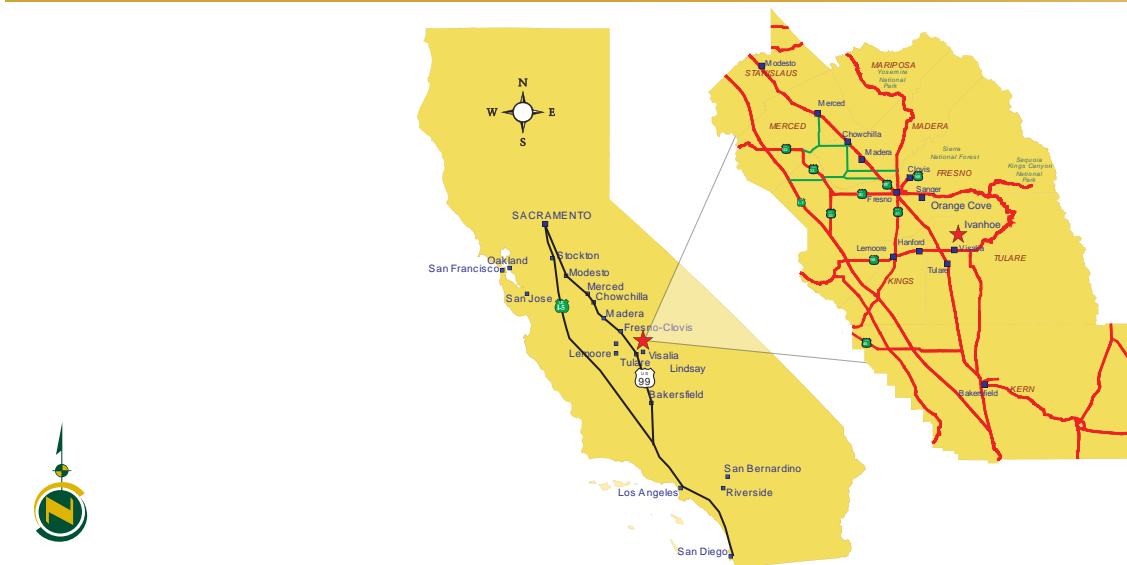 N
W
E
S
SACRAMENTO
Stockton
Oakland
San Francisco
Modesto
Merced
San Jose
Chowchilla
Madera
Fresno-Clovis
Lemoore
Visalia
Tulare
Lindsay
US
99
Bakersfield
San Bernardino
Los Angeles
Riverside
San Diego
Modesto
STANISLAUS
MARIPOSA
Yosemite
National
Park
Merced
MERCED
Chowchilla
MADERA
Madera
Sierra
National Forest
Sequoia
Kings Canyon
National
Park
Clovis
FRESNO
Fresno
Sanger
Orange Cove
Ivanhoe
Lemoore
Hanford
Visalia
Tulare
TULARE
KINGS
Bakersfield
KERN
N